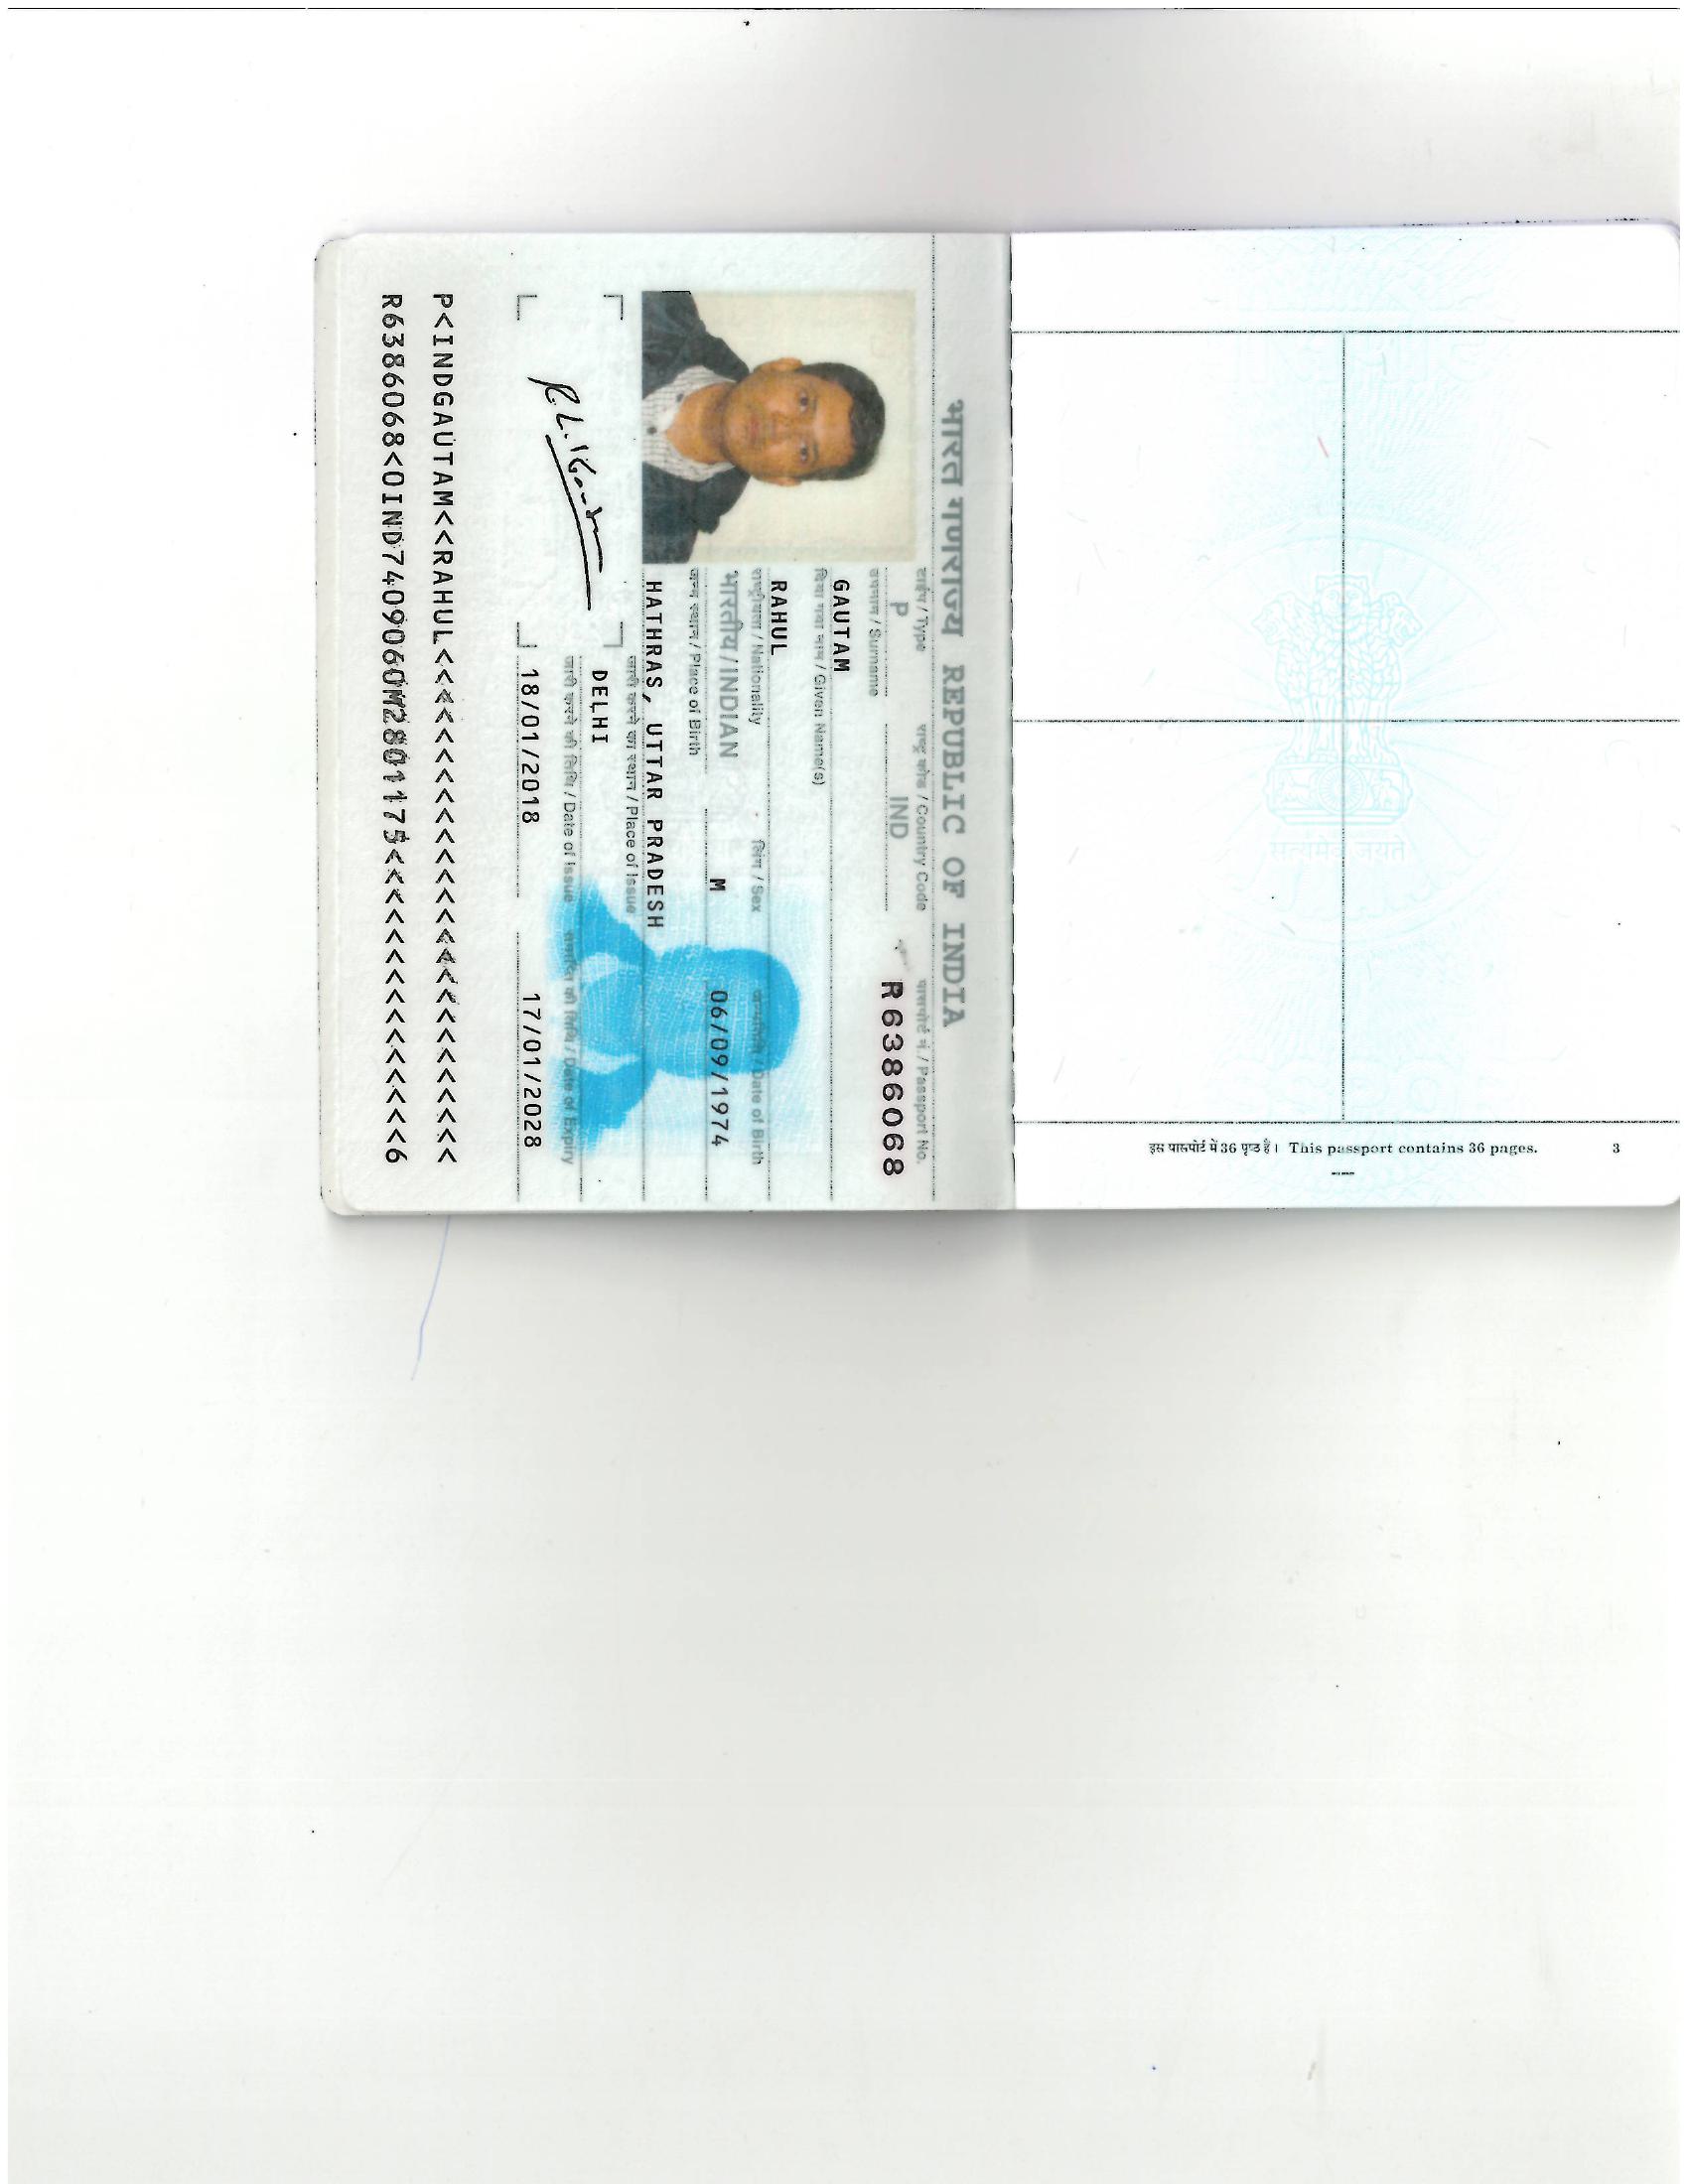 भारत गणराज्य REPUBLIC OF INDIA
टाईप / Type राष्ट्र कोड / Country Code पासपोर्ट नं. / Passport No.
P IND R6386068
उपनाम / Surname
GAUTAM
दिया गया नाम / Given Name(s)
RAHUL
राष्ट्रीयता / Nationality लिंग / Sex जन्मतिथि / Date of Birth
भारतीय / INDIAN M 06/09/1974
जन्म स्थान / Place of Birth
HATHRAS, UTTAR PRADESH
जारी करने का स्थान / Place of Issue
DELHI
जारी करने की तिथि / Date of Issue समाप्ति की तिथि / Date of Expiry
18/01/2018 17/01/2028
P<INDGAUTAM<<RAHUL<<<<<<<<<<<<<<<<<<<<<<<<<<
R6386068<0IND7409060M2801175<<<<<<<<<<<<<<<6
सत्यमेव जयते
इस पासपोर्ट में 36 पृष्ठ हैं। This passport contains 36 pages. 3